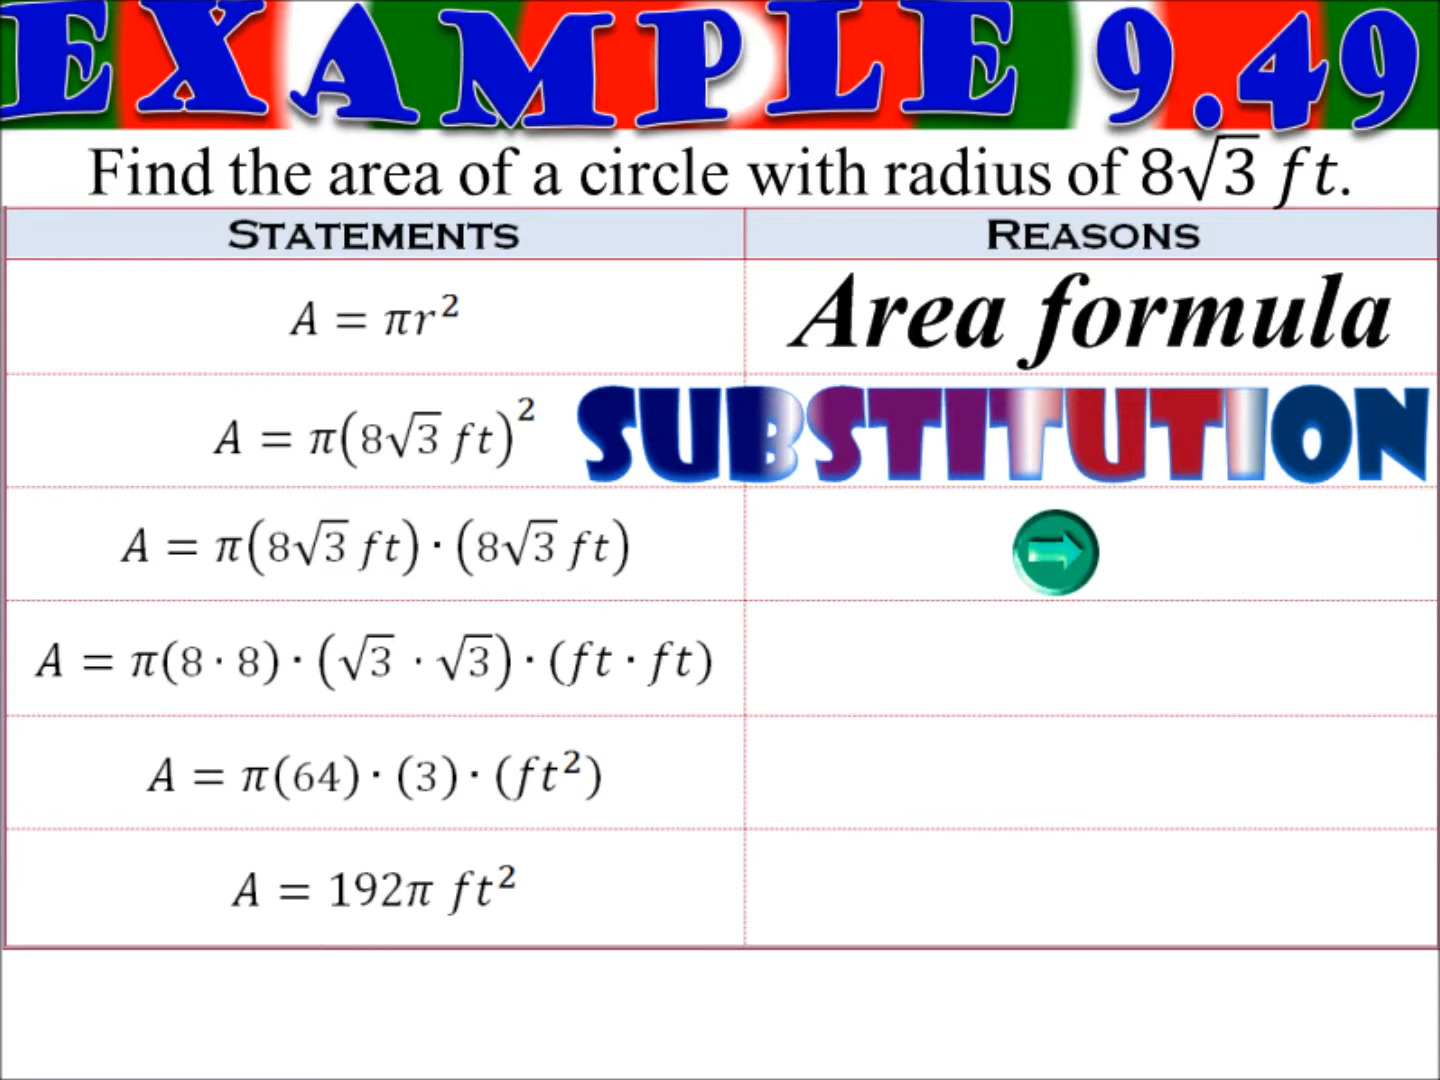 EXAMPLE 9.49
Find the area of a circle with radius of 8√3 ft.
STATEMENTS REASONS
A = πr² Area formula
A = π(8√3 ft)² SUBSTITUTION
A = π(8√3 ft) · (8√3 ft)
A = π(8 · 8) · (√3 · √3) · (ft · ft)
A = π(64) · (3) · (ft²)
A = 192π ft²